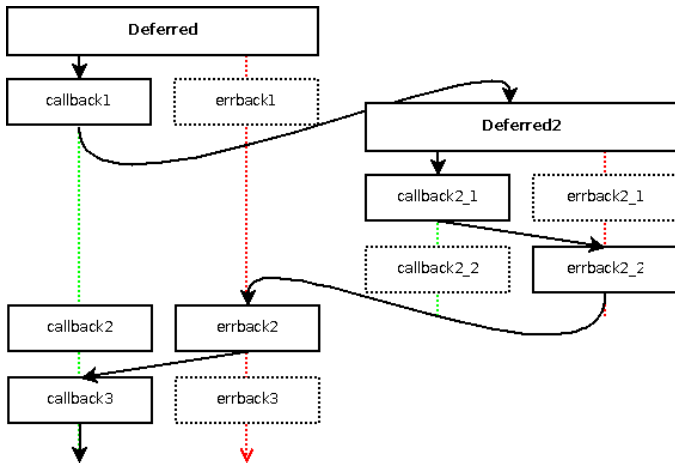 Deferred
callback1
errback1
Deferred2
callback2_1
errback2_1
callback2_2
errback2_2
callback2
errback2
callback3
errback3